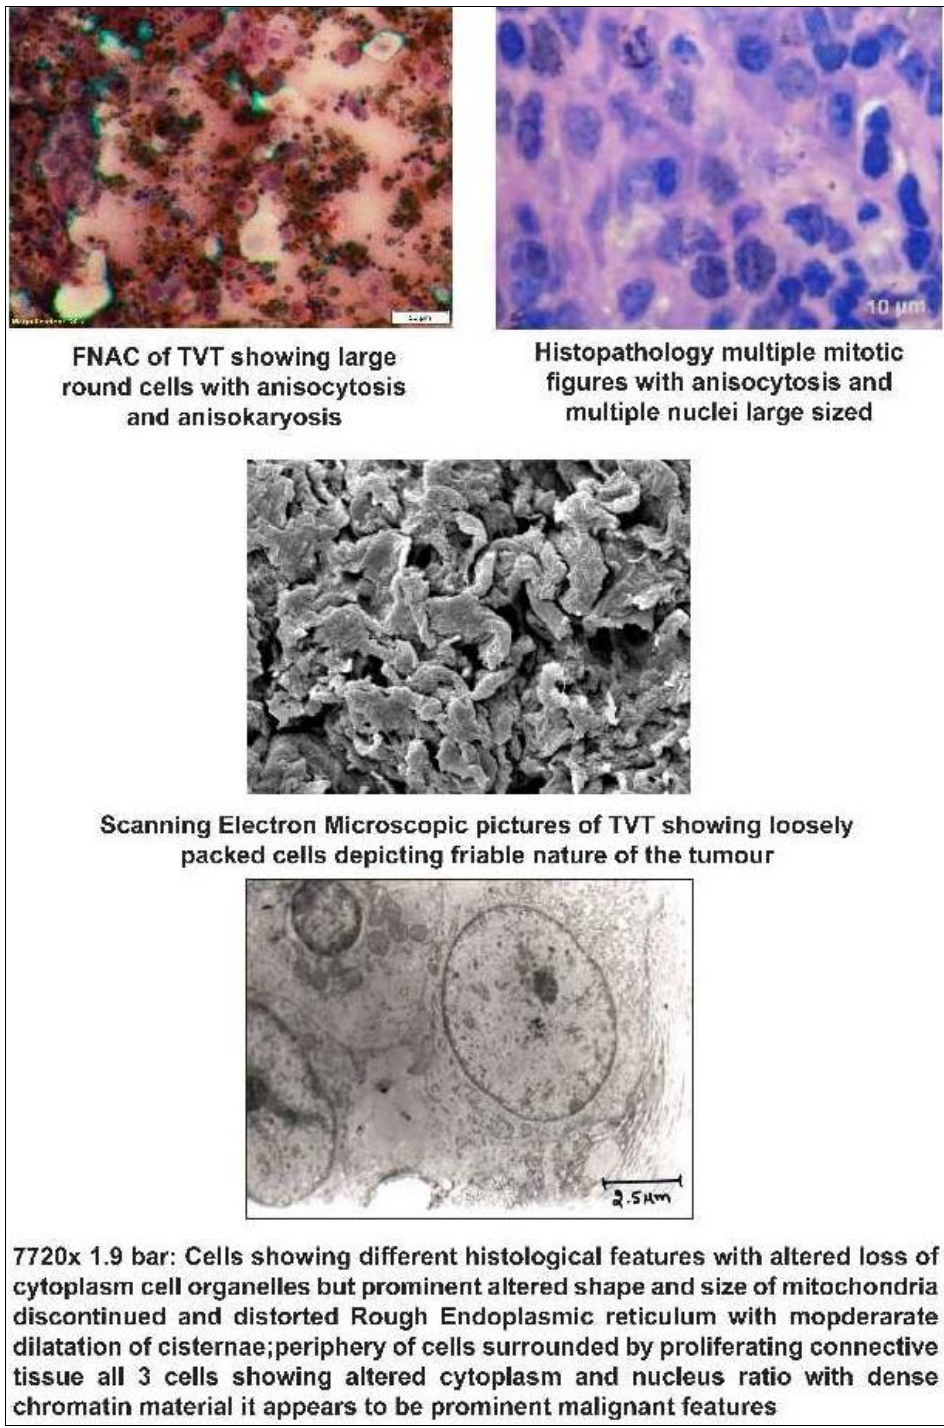 10 µm
FNAC of TVT showing large
round cells with anisocytosis
and anisokaryosis
Histopathology multiple mitotic
figures with anisocytosis and
multiple nuclei large sized
Scanning Electron Microscopic pictures of TVT showing loosely
packed cells depicting friable nature of the tumour
2.5µm
7720x 1.9 bar: Cells showing different histological features with altered loss of
cytoplasm cell organelles but prominent altered shape and size of mitochondria
discontinued and distorted Rough Endoplasmic reticulum with mopderarate
dilatation of cisternae;periphery of cells surrounded by proliferating connective
tissue all 3 cells showing altered cytoplasm and nucleus ratio with dense
chromatin material it appears to be prominent malignant features